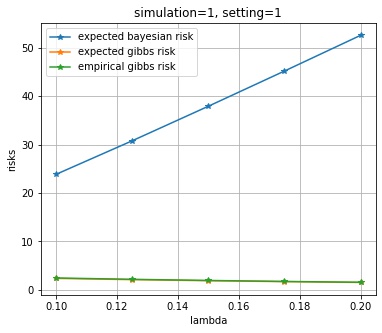 simulation=1, setting=1
expected bayesian risk
expected gibbs risk
empirical gibbs risk
risks
50
40
30
20
10
0
0.10 0.12 0.14 0.16 0.18 0.20
lambda